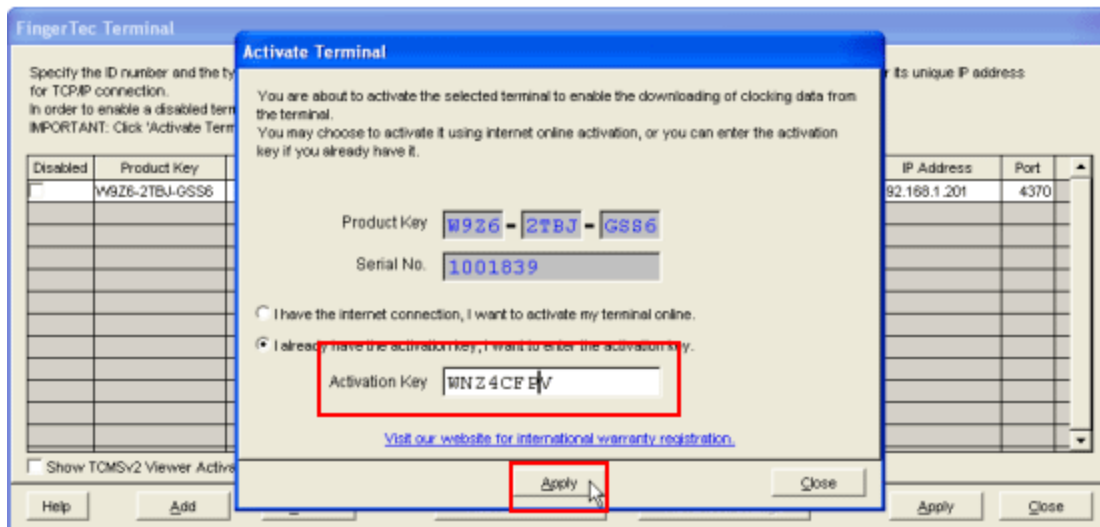 FingerTec Terminal
Activate Terminal
Specify the ID number and the ty
r its unique IP address
for TCP/IP connection.
In order to enable a disabled tern
IMPORTANT: Click 'Activate Term
You are about to activate the selected terminal to enable the downloading of clocking data from
the terminal.
You may choose to activate it using internet online activation, or you can enter the activation
key if you already have it.
Disabled Product Key IP Address Port
W9Z6-2TBJ-GSS6 92.168.1.201 4370
Product Key W9Z6 - 2TBJ - GSS6
Serial No. 1001839
I have the internet connection, I want to activate my terminal online.
I already have the activation key, I want to enter the activation key.
Activation Key WNZ4CFPV
Visit our website for international warranty registration.
Show TCMSv2 Viewer Activa
Apply Close
Help Add Apply Close